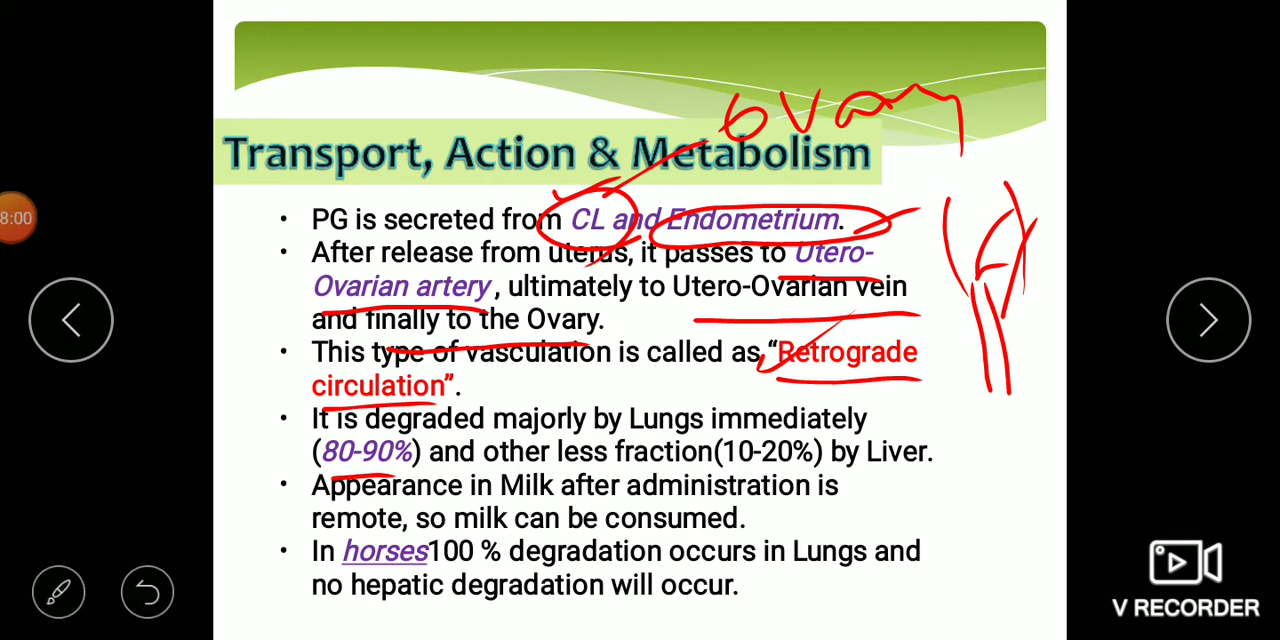 ovary
Transport, Action & Metabolism
8:00
• PG is secreted from CL and Endometrium.
• After release from uterus, it passes to Utero-
Ovarian artery, ultimately to Utero-Ovarian vein
and finally to the Ovary.
• This type of vasculation is called as “Retrograde
circulation”.
• It is degraded majorly by Lungs immediately
(80-90%) and other less fraction(10-20%) by Liver.
• Appearance in Milk after administration is
remote, so milk can be consumed.
• In horses100 % degradation occurs in Lungs and
no hepatic degradation will occur.
V RECORDER